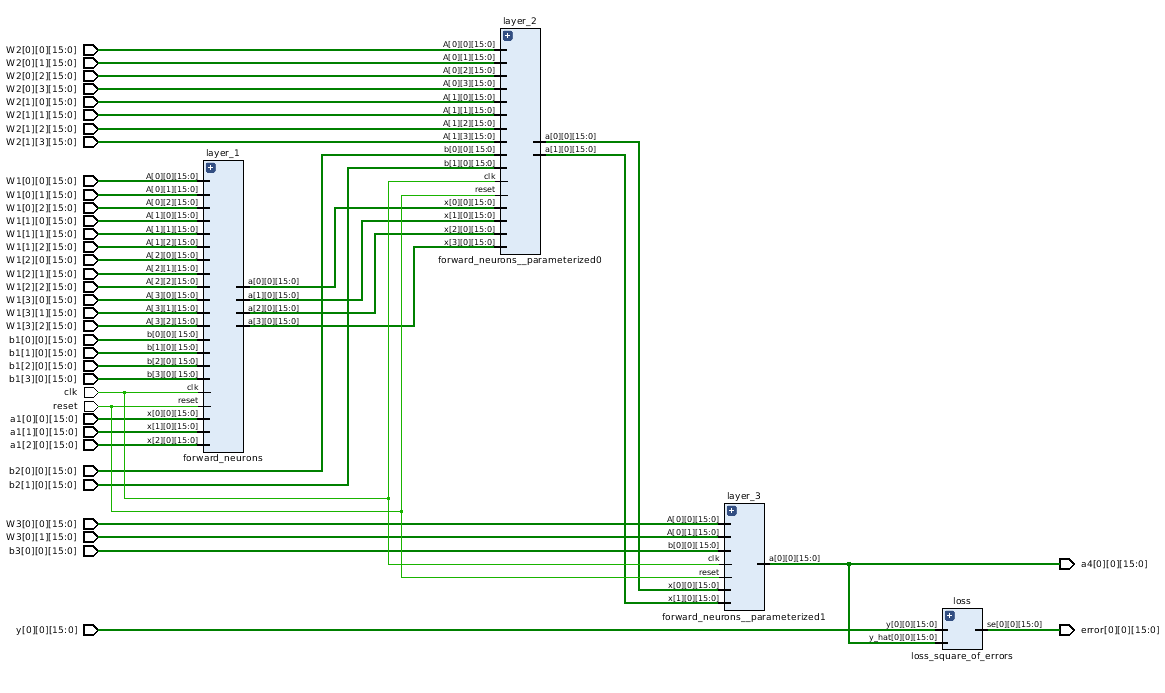 layer_2
W2[0][0][15:0] A[0][0][15:0]
W2[0][1][15:0] A[0][1][15:0]
W2[0][2][15:0] A[0][2][15:0]
W2[0][3][15:0] A[0][3][15:0]
W2[1][0][15:0] A[1][0][15:0]
W2[1][1][15:0] A[1][1][15:0]
W2[1][2][15:0] A[1][2][15:0]
W2[1][3][15:0] A[1][3][15:0] a[0][0][15:0]
b[0][0][15:0] a[1][0][15:0]
b[1][0][15:0]
clk
reset
x[0][0][15:0]
x[1][0][15:0]
x[2][0][15:0]
x[3][0][15:0]
forward_neurons__parameterized0
layer_1
W1[0][0][15:0] A[0][0][15:0]
W1[0][1][15:0] A[0][1][15:0]
W1[0][2][15:0] A[0][2][15:0]
W1[1][0][15:0] A[1][0][15:0]
W1[1][1][15:0] A[1][1][15:0]
W1[1][2][15:0] A[1][2][15:0]
W1[2][0][15:0] A[2][0][15:0]
W1[2][1][15:0] A[2][1][15:0]
W1[2][2][15:0] A[2][2][15:0] a[0][0][15:0]
W1[3][0][15:0] A[3][0][15:0] a[1][0][15:0]
W1[3][1][15:0] A[3][1][15:0] a[2][0][15:0]
W1[3][2][15:0] A[3][2][15:0] a[3][0][15:0]
b1[0][0][15:0] b[0][0][15:0]
b1[1][0][15:0] b[1][0][15:0]
b1[2][0][15:0] b[2][0][15:0]
b1[3][0][15:0] b[3][0][15:0]
clk clk
reset reset
a1[0][0][15:0] x[0][0][15:0]
a1[1][0][15:0] x[1][0][15:0]
a1[2][0][15:0] x[2][0][15:0]
forward_neurons
b2[0][0][15:0]
b2[1][0][15:0]
layer_3
W3[0][0][15:0] A[0][0][15:0]
W3[0][1][15:0] A[0][1][15:0]
b3[0][0][15:0] b[0][0][15:0]
clk a[0][0][15:0] a4[0][0][15:0]
reset
x[0][0][15:0]
x[1][0][15:0]
forward_neurons__parameterized1
loss
y[0][0][15:0] y[0][0][15:0] se[0][0][15:0] error[0][0][15:0]
y_hat[0][0][15:0]
loss_square_of_errors